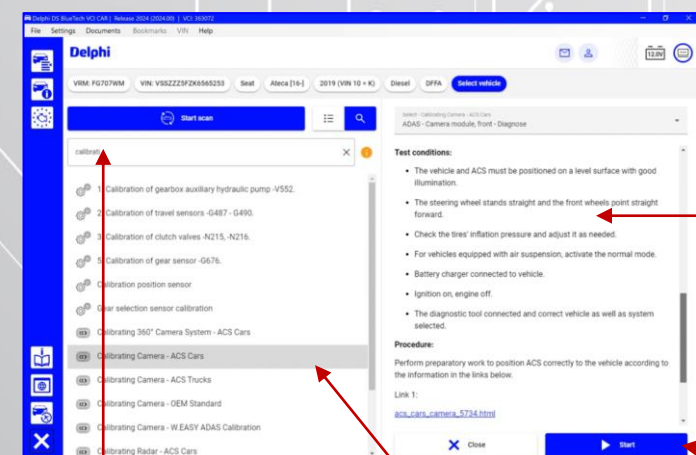 Delphi DS BlueTech VCI CAR | Release 2024 (2024.00) | VCI: 363072
File Settings Documents Bookmarks VIN Help
Delphi
12.0V
VRM: FG707WM VIN: VSSZZZ5FZK6565253 Seat Ateca [16-] 2019 (VIN 10 = K) Diesel DFFA Select vehicle
Start scan
Select - Calibrating Camera - ACS Cars
ADAS - Camera module, front - Diagnose
calibrati
1. Calibration of gearbox auxiliary hydraulic pump -V552.
2. Calibration of travel sensors -G487 - G490.
3. Calibration of clutch valves -N215, -N216.
5. Calibration of gear sensor -G676.
Calibration position sensor
Gear selection sensor calibration
Calibrating 360° Camera System - ACS Cars
Calibrating Camera - ACS Cars
Calibrating Camera - ACS Trucks
Calibrating Camera - OEM Standard
Calibrating Camera - W.EASY ADAS Calibration
Calibrating Radar - ACS Cars
Test conditions:
• The vehicle and ACS must be positioned on a level surface with good
illumination.
• The steering wheel stands straight and the front wheels point straight
forward.
• Check the tires' inflation pressure and adjust it as needed.
• For vehicles equipped with air suspension, activate the normal mode.
• Battery charger connected to vehicle.
• Ignition on, engine off.
• The diagnostic tool connected and correct vehicle as well as system
selected.
Procedure:
Perform preparatory work to position ACS correctly to the vehicle according to
the information in the links below.
Link 1:
acs_cars_camera_5734.html
Close Start